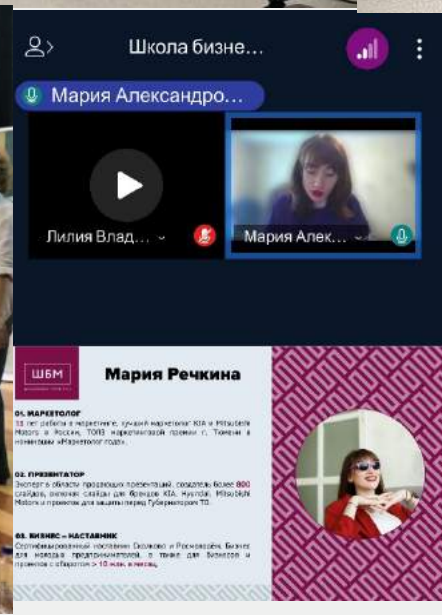 Школа бизне...
Мария Александро...
Лилия Влад...
Мария Алек...
ШБМ
Мария Речкина
01. МАРКЕТОЛОГ
13 лет работы в маркетинге, лучший маркетолог KIA и Mitsubishi
Motors в России, ТОП3 маркетинговой премии г. Тюмени в
номинации «Маркетолог года».
02. ПРЕЗЕНТАТОР
Эксперт в области продающих презентаций, создатель более 800
слайдов, включая слайды для брендов KIA, Hyundai, Mitsubishi
Motors и проектов для защиты перед Губернатором ТО.
03. БИЗНЕС – НАСТАВНИК
Сертифицированный наставник Сколково и Росмолодёжь. Бизнес
для молодых предпринимателей, а также для бизнесов и
проектов с оборотом > 10 млн. в месяц.